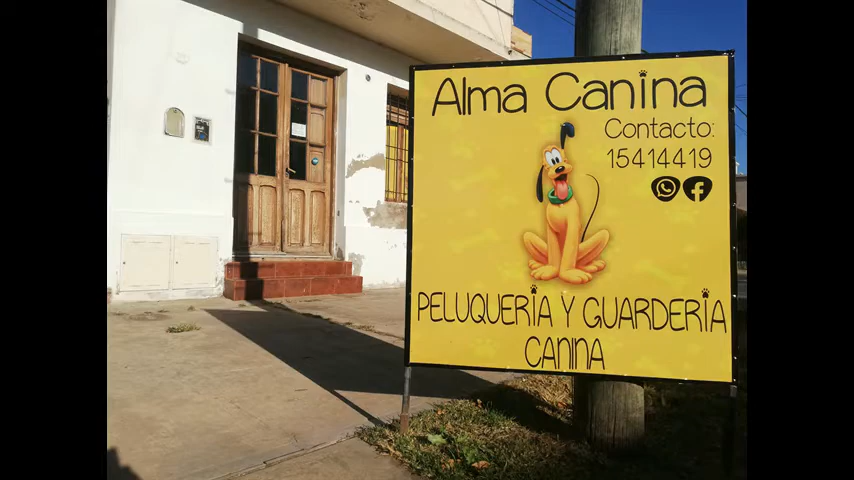 Alma Canina
Contacto:
15414419
PELUQUERIA Y GUARDERIA
CANINA